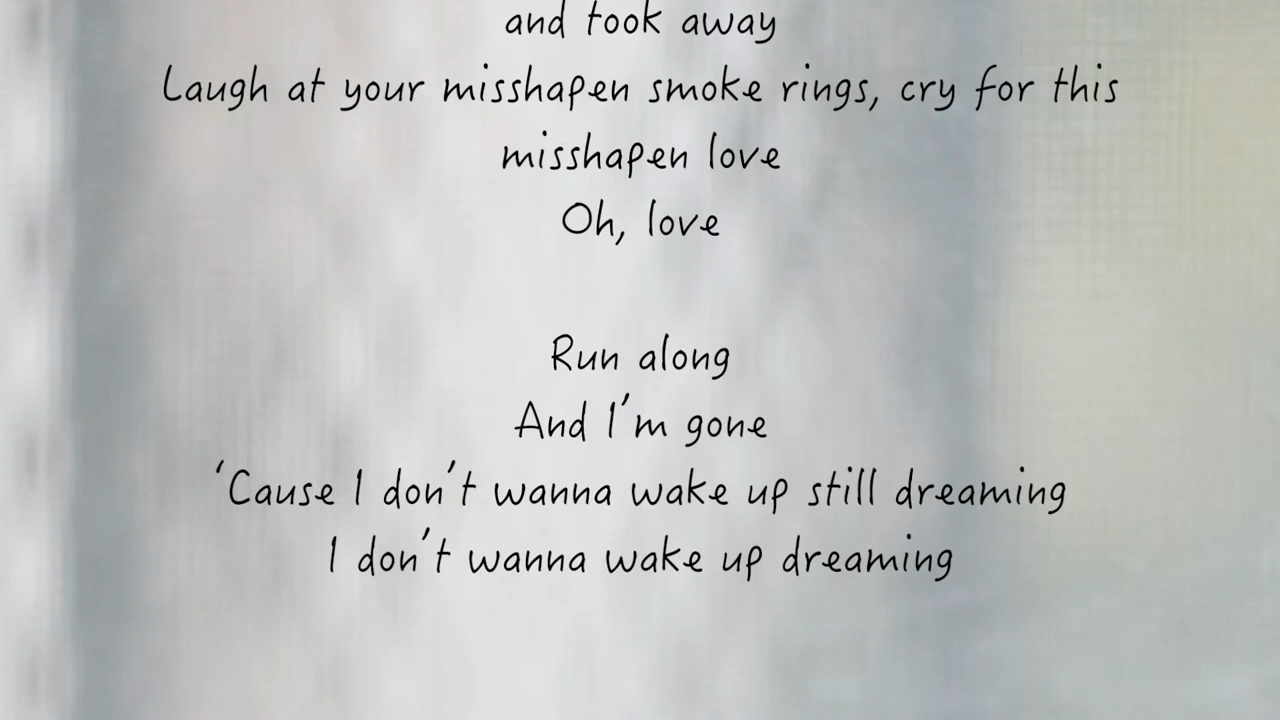 and took away
Laugh at your misshapen smoke rings, cry for this
misshapen love
Oh, love
Run along
And I'm gone
'Cause I don't wanna wake up still dreaming
I don't wanna wake up dreaming